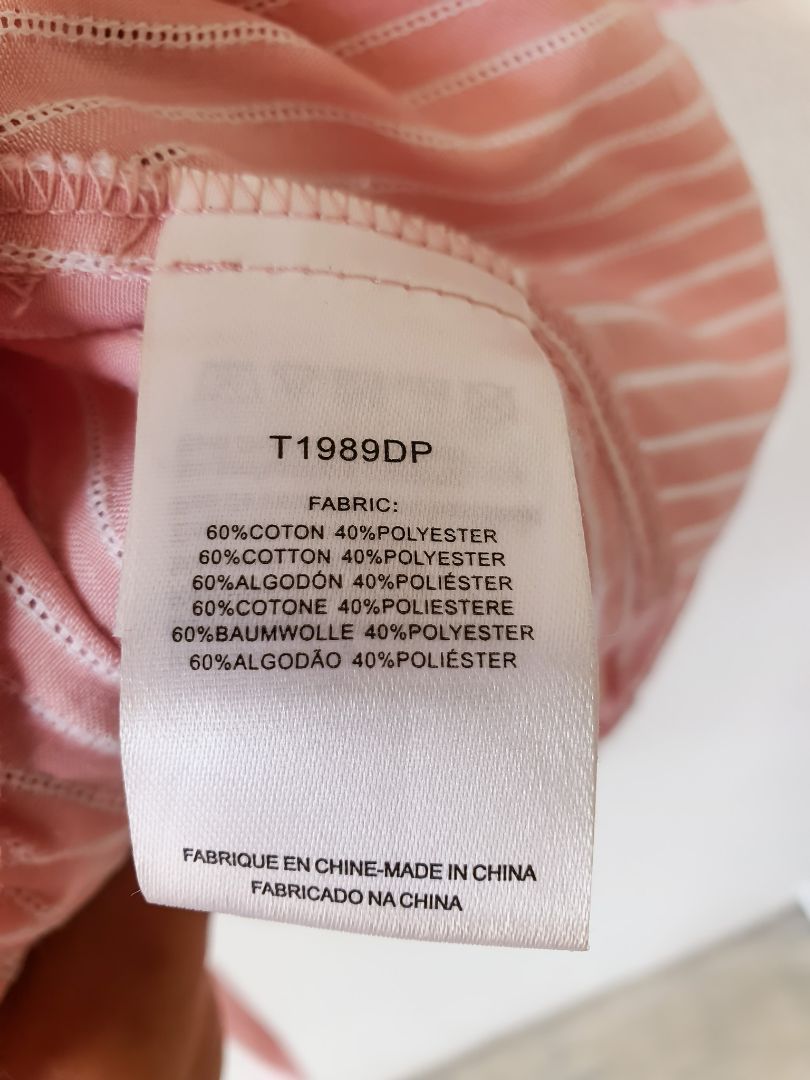 T1989DP
FABRIC:
60%COTON 40%POLYESTER
60%COTTON 40%POLYESTER
60%ALGODÓN 40%POLIÉSTER
60%COTONE 40%POLIESTERE
60%BAUMWOLLE 40%POLYESTER
60%ALGODÃO 40%POLIÉSTER
FABRIQUE EN CHINE-MADE IN CHINA
FABRICADO NA CHINA